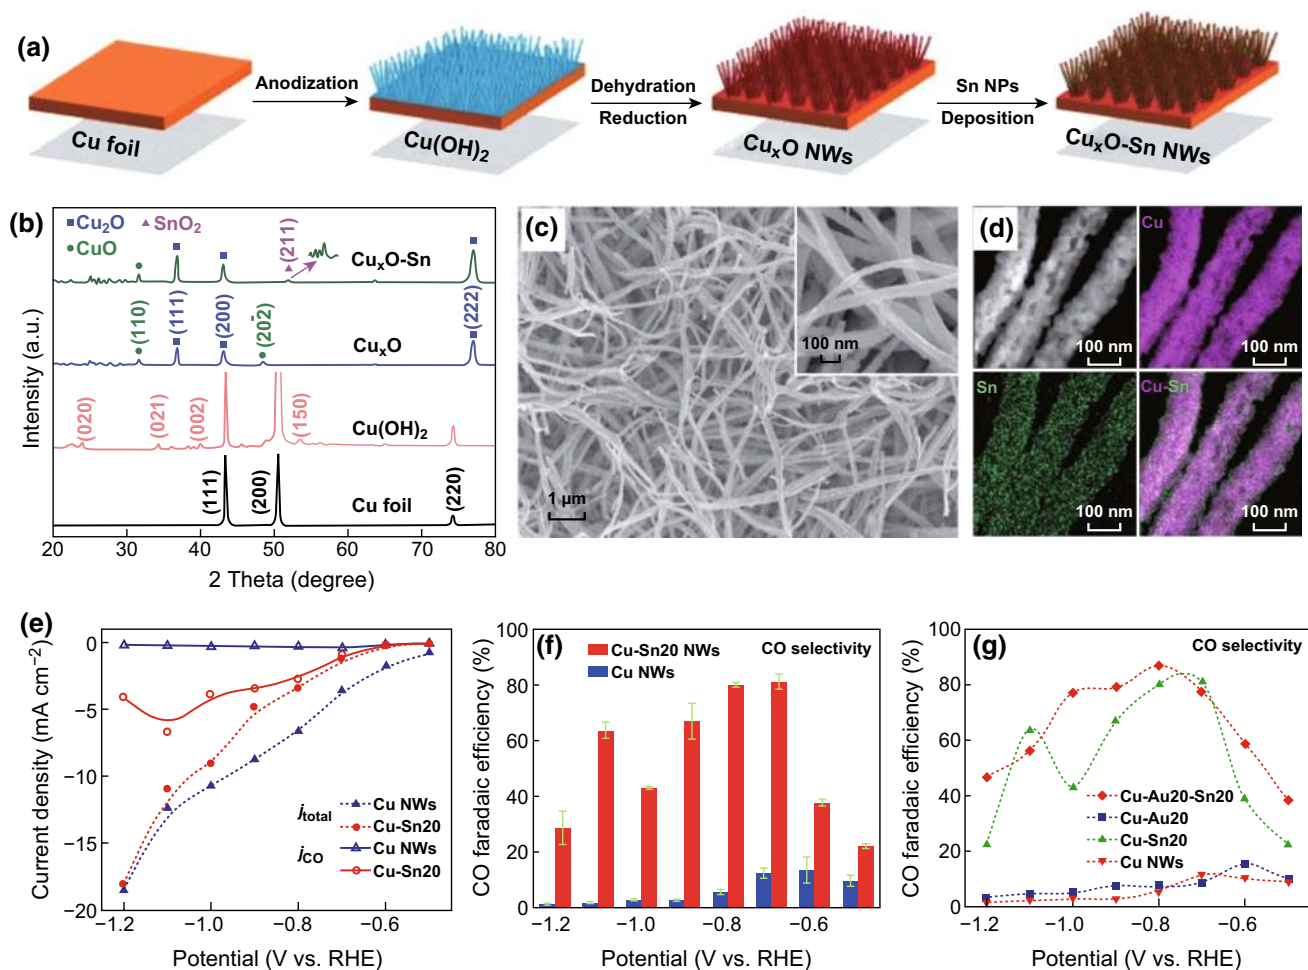 (a)
Cu foil
Anodization
Cu(OH)₂
Dehydration
Reduction
CuₓO NWs
Sn NPs
Deposition
CuₓO-Sn NWs
(b)
Cu₂O
SnO₂
CuO
(211)
CuₓO-Sn
(110)
(111)
(200)
(202̄)
(222)
CuₓO
(020)
(021)
(002)
(150)
Cu(OH)₂
(111)
(200)
(220)
Cu foil
Intensity (a.u.)
20 30 40 50 60 70 80
2 Theta (degree)
(c)
100 nm
1 µm
(d)
100 nm
Cu
100 nm
Sn
100 nm
Cu-Sn
100 nm
(e)
Current density (mA cm⁻²)
0
−5
−10
−15
−20
j_total
Cu NWs
Cu-Sn20
j_CO
Cu NWs
Cu-Sn20
−1.2 −1.0 −0.8 −0.6
Potential (V vs. RHE)
(f)
CO faradaic efficiency (%)
100
80
60
40
20
0
Cu-Sn20 NWs
Cu NWs
CO selectivity
−1.2 −1.0 −0.8 −0.6
Potential (V vs. RHE)
(g)
CO faradaic efficiency (%)
100
80
60
40
20
0
CO selectivity
Cu-Au20-Sn20
Cu-Au20
Cu-Sn20
Cu NWs
−1.2 −1.0 −0.8 −0.6
Potential (V vs. RHE)